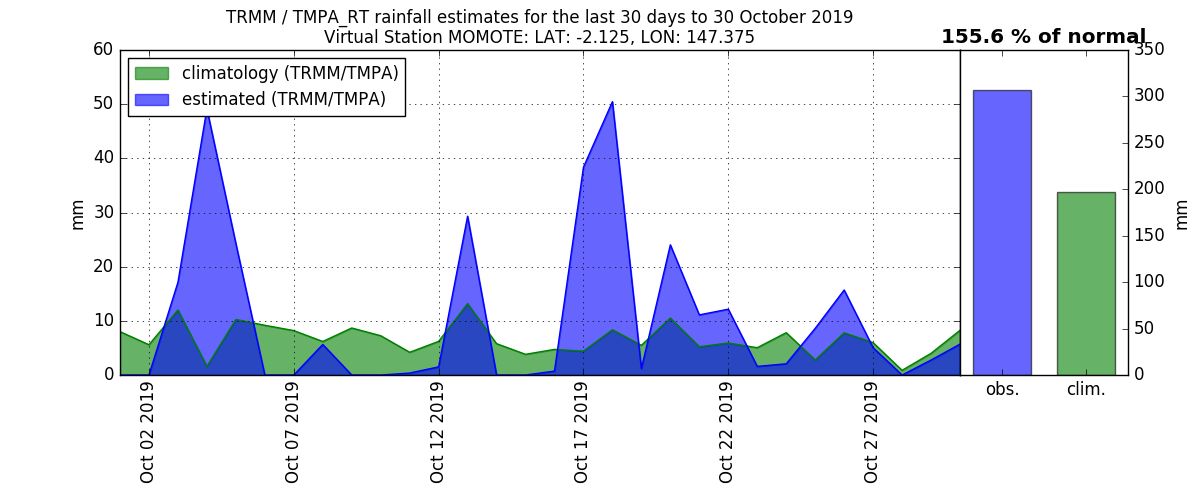 TRMM / TMPA_RT rainfall estimates for the last 30 days to 30 October 2019
Virtual Station MOMOTE: LAT: -2.125, LON: 147.375
155.6 % of normal
climatology (TRMM/TMPA)
estimated (TRMM/TMPA)
mm
60
50
40
30
20
10
0
Oct 02 2019
Oct 07 2019
Oct 12 2019
Oct 17 2019
Oct 22 2019
Oct 27 2019
350
300
250
200
150
100
50
0
mm
obs.
clim.